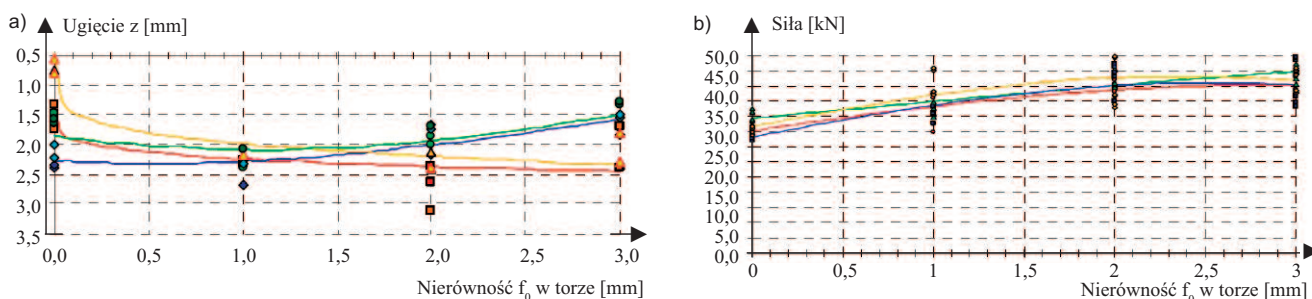 a)
Ugięcie z [mm]
0,5
1,0
1,5
2,0
2,5
3,0
3,5
0,0 0,5 1,0 1,5 2,0 2,5 3,0
Nierówność f₀ w torze [mm]
b)
Siła [kN]
50,0
45,0
40,0
35,0
30,0
25,0
20,0
15,0
10,0
5,0
0,0
0 0,5 1 1,5 2 2,5 3
Nierówność f₀ w torze [mm]